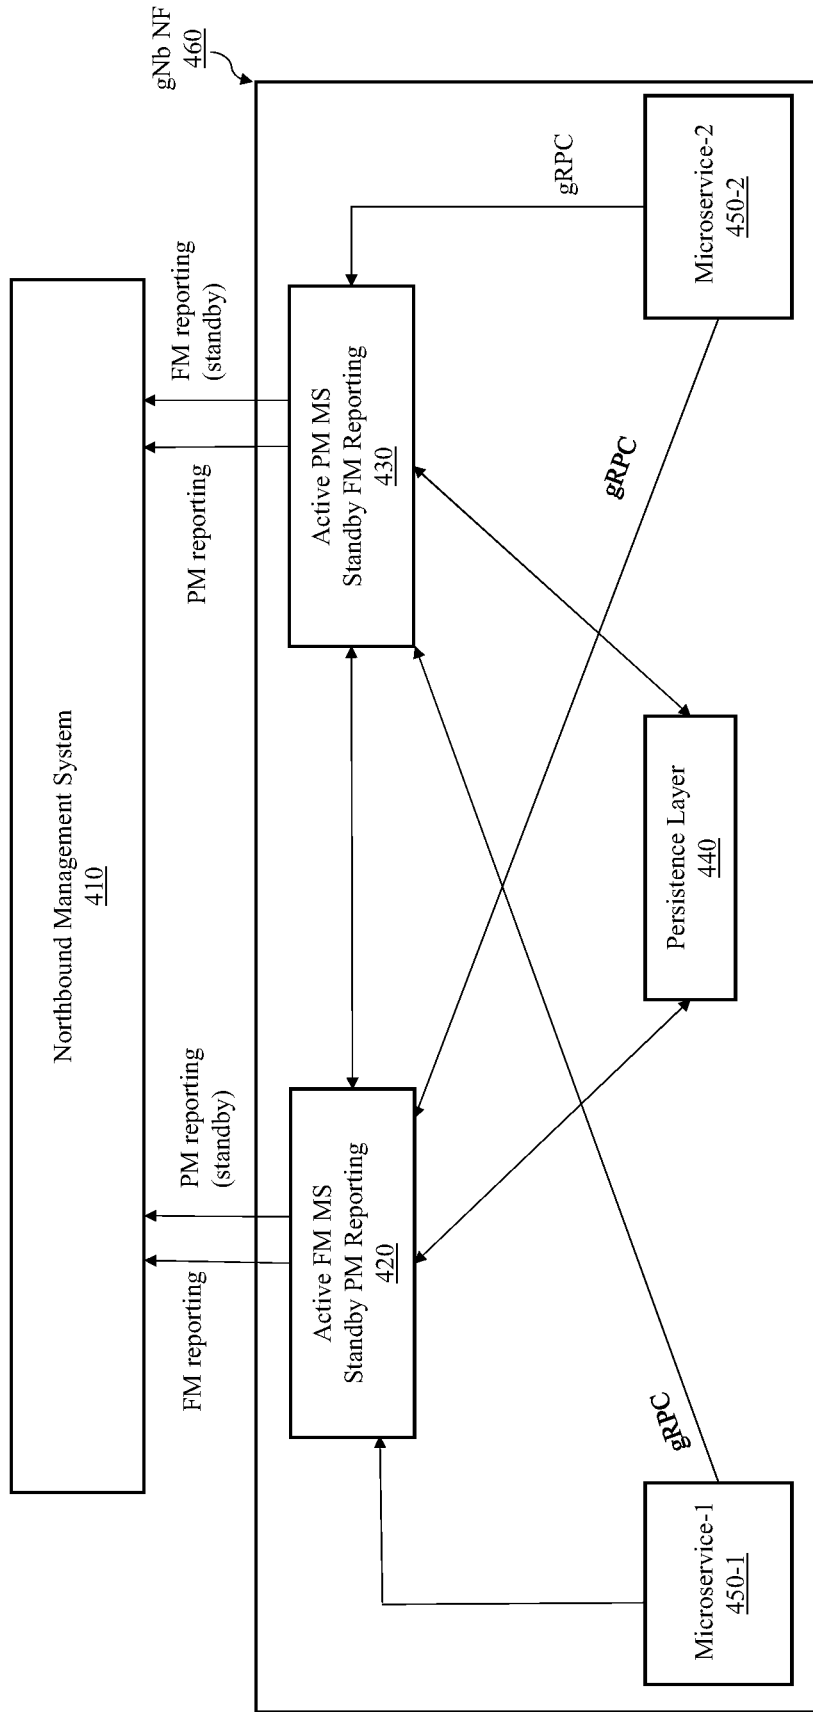 Northbound Management System
410
FM reporting
PM reporting
(standby)
PM reporting
FM reporting
(standby)
gNb NF
460
Active FM MS
Standby PM Reporting
420
Active PM MS
Standby FM Reporting
430
gRPC
gRPC
gRPC
Microservice-1
450-1
Persistence Layer
440
Microservice-2
450-2